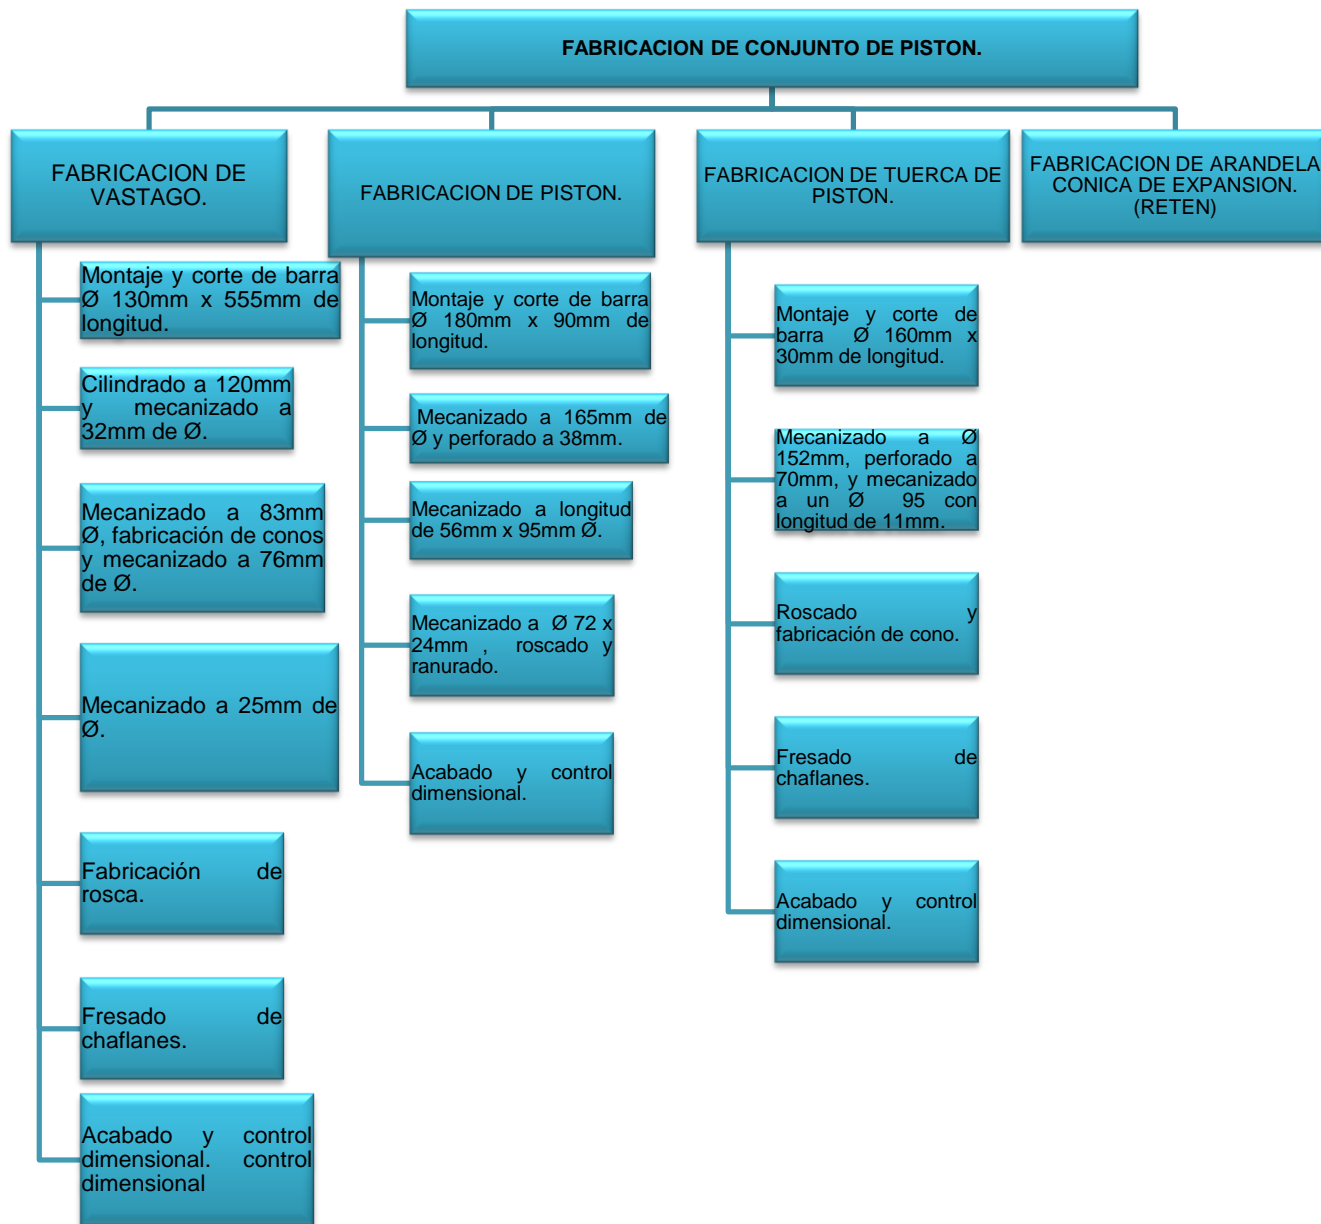 FABRICACION DE CONJUNTO DE PISTON.
FABRICACION DE
VASTAGO.
Montaje y corte de barra
Ø 130mm x 555mm de
longitud.
Cilindrado a 120mm
y mecanizado a
32mm de Ø.
Mecanizado a 83mm
Ø, fabricación de conos
y mecanizado a 76mm
de Ø.
Mecanizado a 25mm de
Ø.
Fabricación de
rosca.
Fresado de
chaflanes.
Acabado y control
dimensional. control
dimensional
FABRICACION DE PISTON.
Montaje y corte de barra
Ø 180mm x 90mm de
longitud.
Mecanizado a 165mm de
Ø y perforado a 38mm.
Mecanizado a longitud
de 56mm x 95mm Ø.
Mecanizado a Ø 72 x
24mm , roscado y
ranurado.
Acabado y control
dimensional.
FABRICACION DE TUERCA DE
PISTON.
Montaje y corte de
barra Ø 160mm x
30mm de longitud.
Mecanizado a Ø
152mm, perforado a
70mm, y mecanizado
a un Ø 95 con
longitud de 11mm.
Roscado y
fabricación de cono.
Fresado de
chaflanes.
Acabado y control
dimensional.
FABRICACION DE ARANDELA
CONICA DE EXPANSION.
(RETEN)